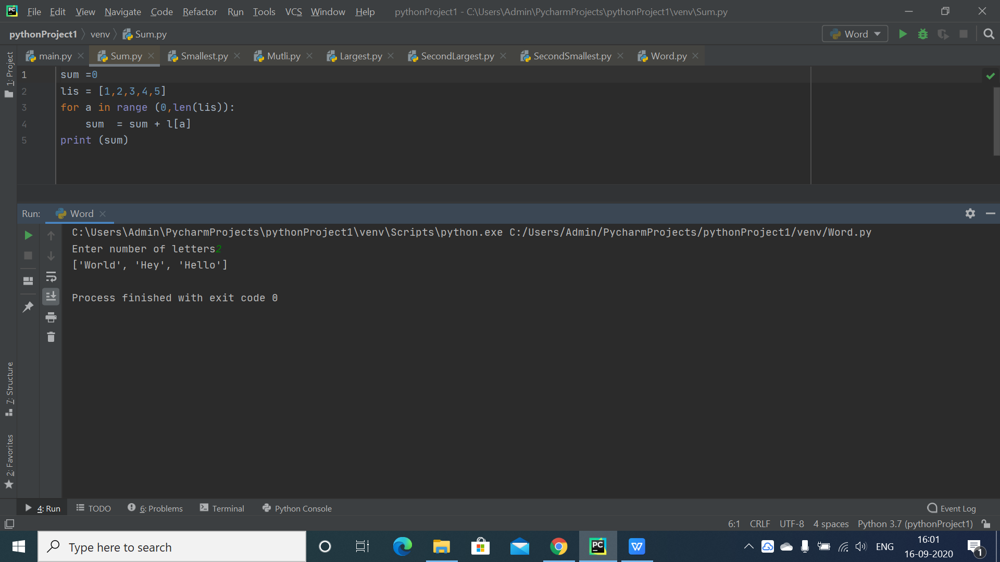 PC File Edit View Navigate Code Refactor Run Tools VCS Window Help pythonProject1 - C:\Users\Admin\PycharmProjects\pythonProject1\venv\Sum.py
pythonProject1 venv Sum.py Word
main.py Sum.py Smallest.py Mutli.py Largest.py SecondLargest.py SecondSmallest.py Word.py
1: Project
1 sum =0
2 lis = [1,2,3,4,5]
3 for a in range (0,len(lis)):
4     sum  = sum + l[a]
5 print (sum)
Run: Word
C:\Users\Admin\PycharmProjects\pythonProject1\venv\Scripts\python.exe C:/Users/Admin/PycharmProjects/pythonProject1/venv/Word.py
Enter number of letters2
['World', 'Hey', 'Hello']
Process finished with exit code 0
7: Structure
2: Favorites
4: Run TODO 6: Problems Terminal Python Console Event Log
6:1 CRLF UTF-8 4 spaces Python 3.7 (pythonProject1)
Type here to search PC W ENG 16:01
16-09-2020 1